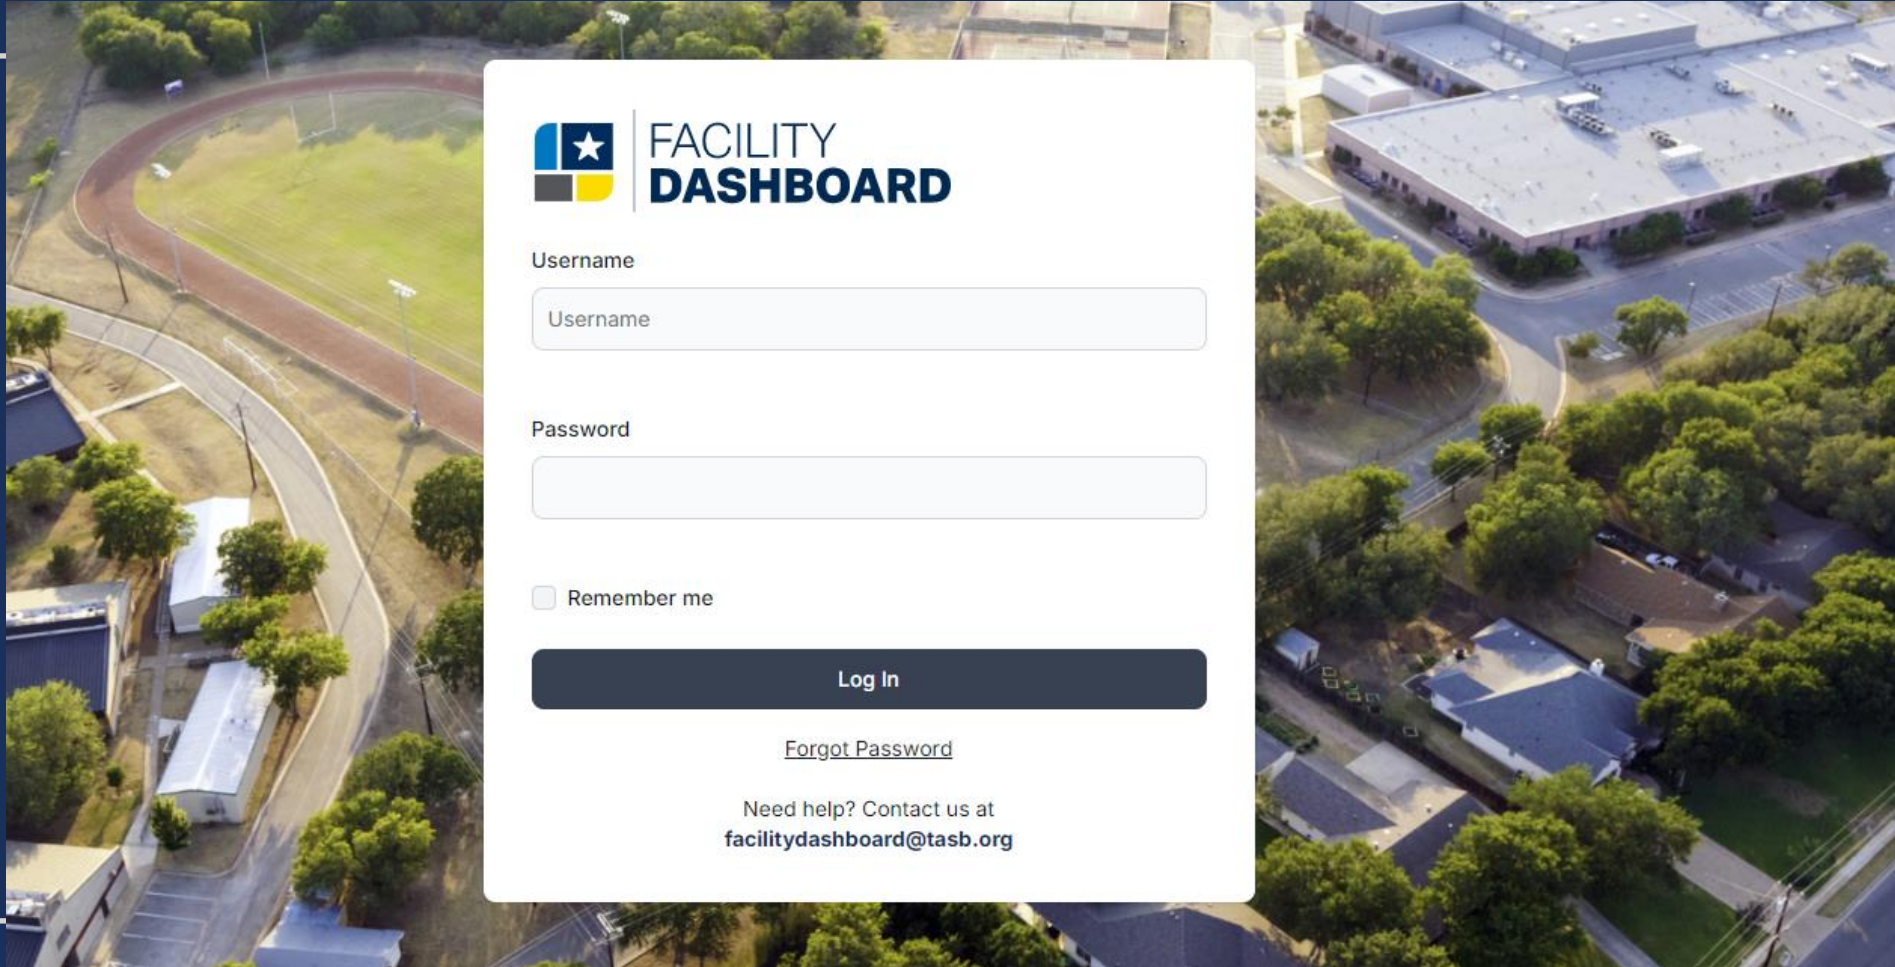 FACILITY
DASHBOARD
Username
Username
Password
Remember me
Log In
Forgot Password
Need help? Contact us at
facilitydashboard@tasb.org